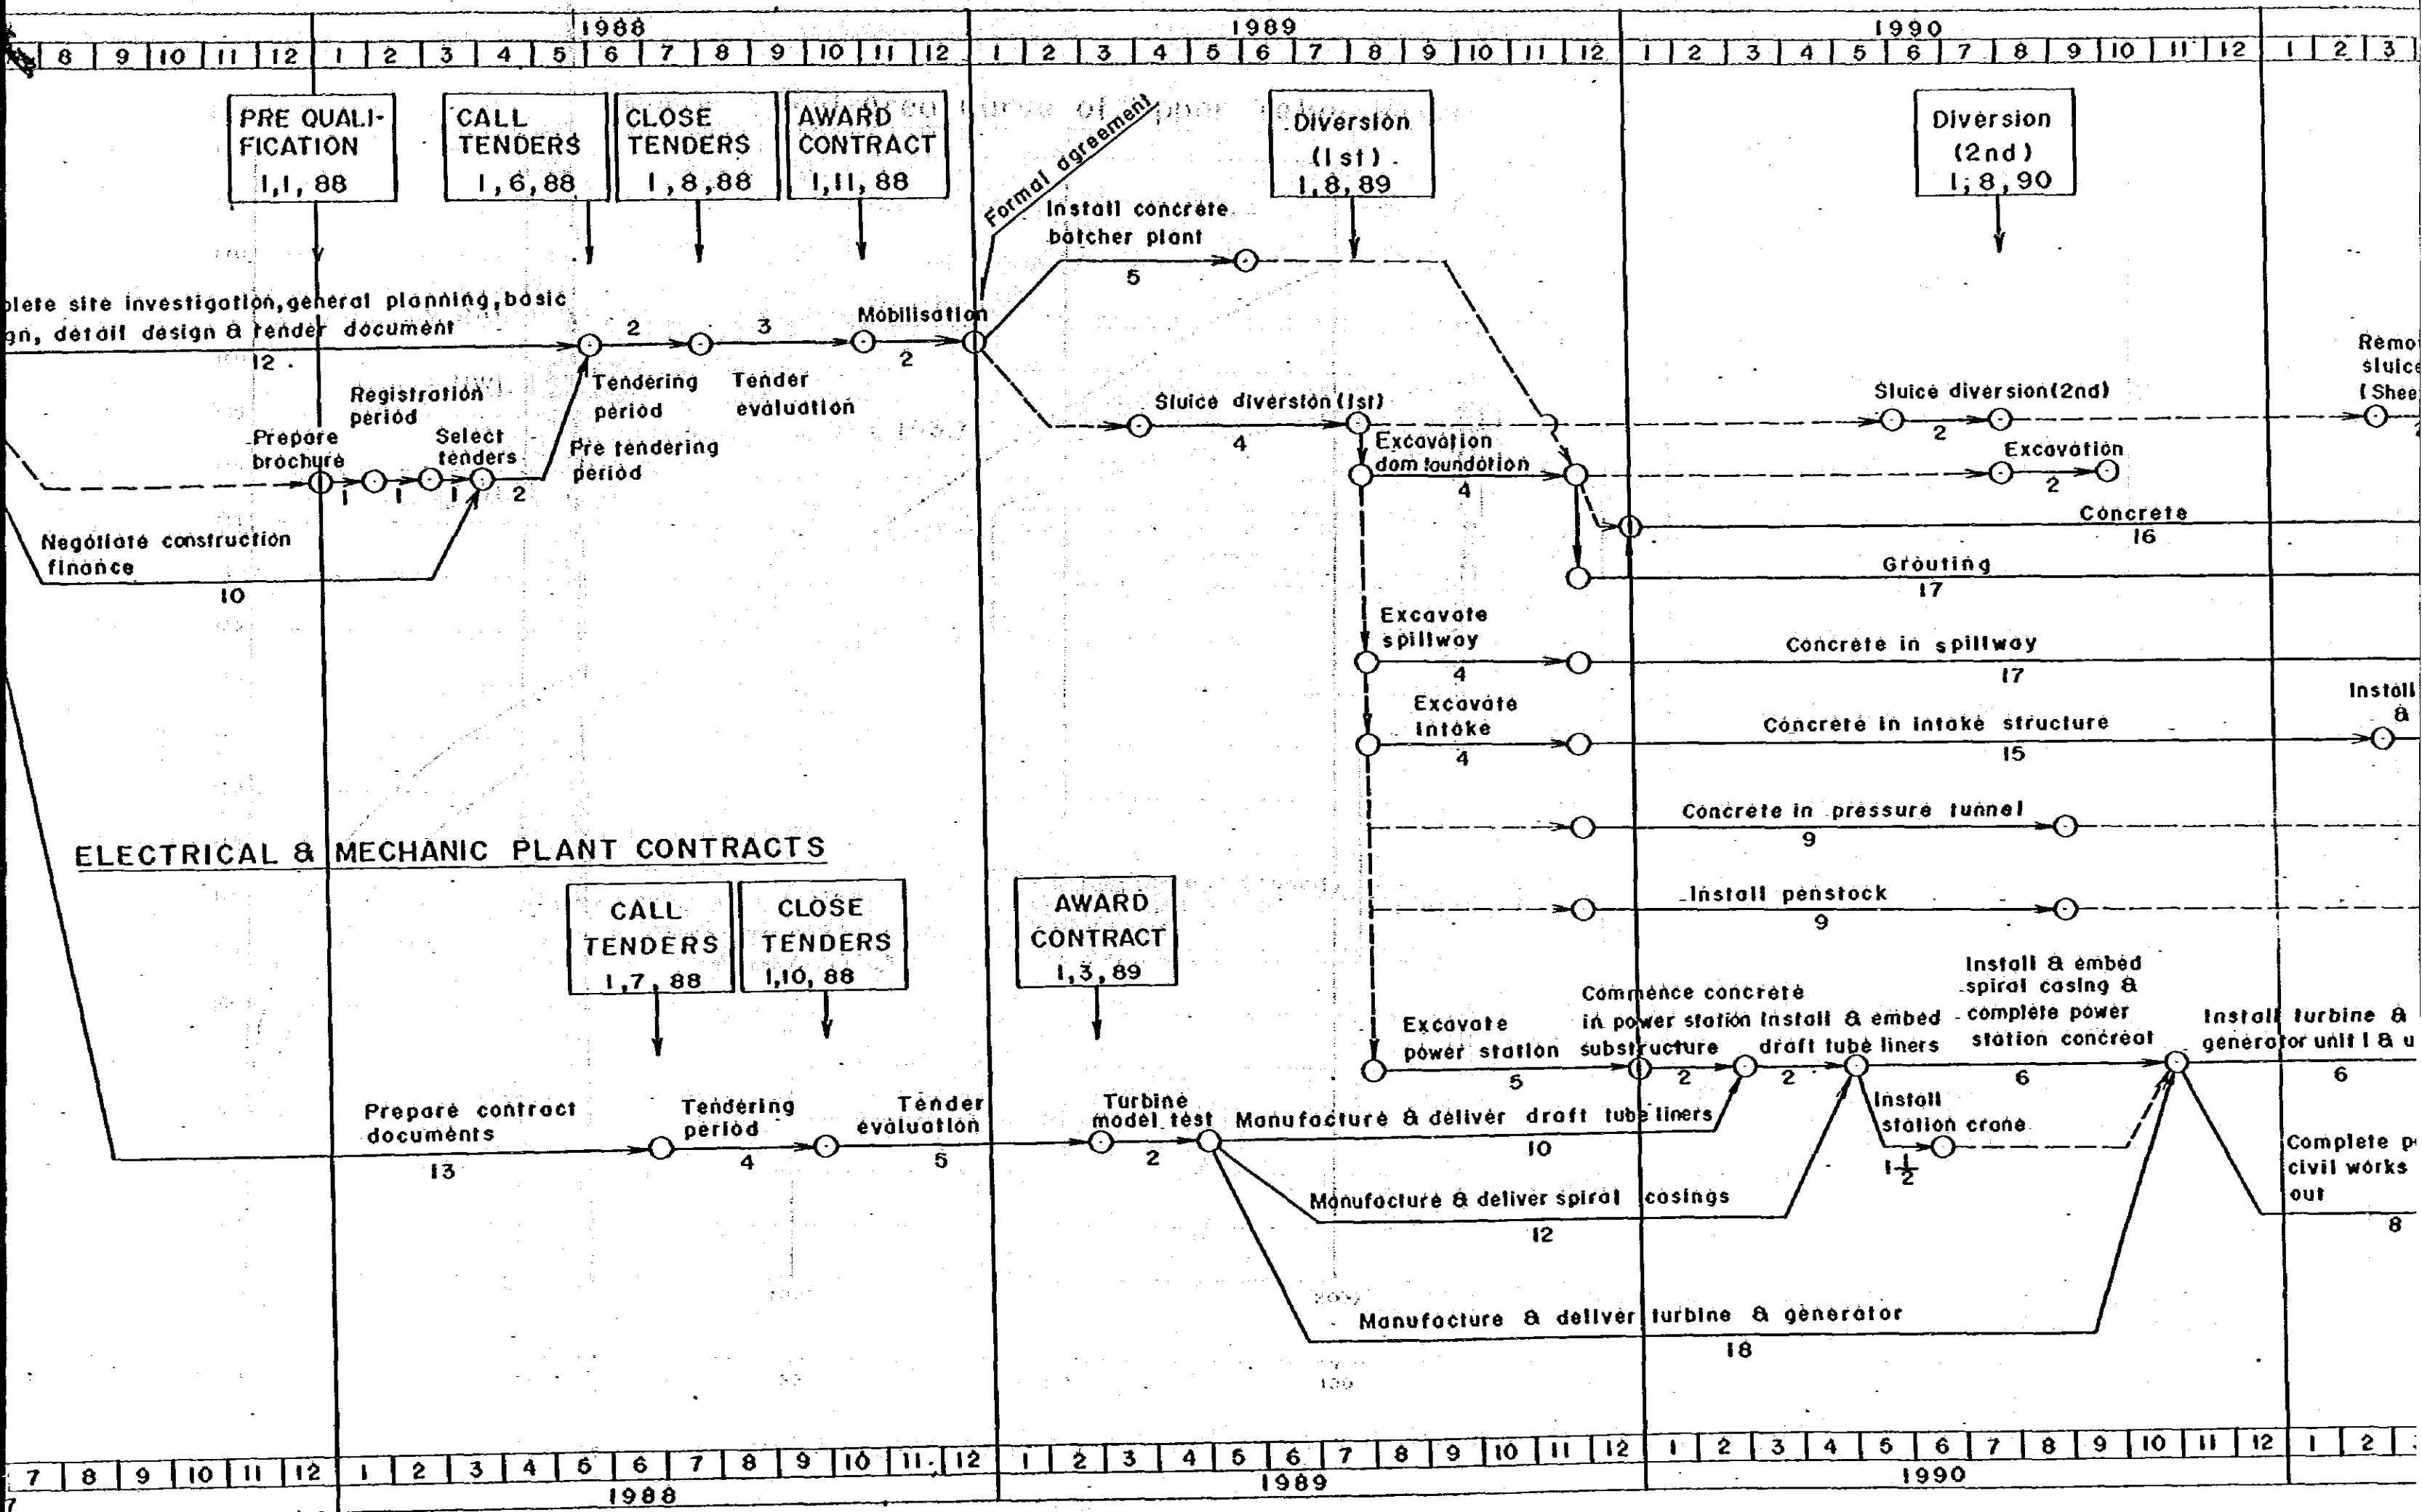 1988 1989 1990
8 9 10 11 12 1 2 3 4 5 6 7 8 9 10 11 12 1 2 3 4 5 6 7 8 9 10 11 12 1 2 3 4 5 6 7 8 9 10 11 12 1 2 3
PRE QUALI-
FICATION
1,1, 88
CALL
TENDERS
1,6,88
CLOSE
TENDERS
1,8,88
AWARD
CONTRACT
1,11,88
Formal agreement
Diversion
(1st)
1,8,89
Diversion
(2nd)
1,8,90
Install concrete
batcher plant
5
plete site investigation, general planning, basic
gn, detail design & tender document
12
2
3
Mobilisation
2
Registration
period
Tendering
period
Tender
evaluation
Prepare
brochure
Select
tenders
Pre tendering
period
1
1
1
2
Negotiate construction
finance
10
Sluice diversion (1st)
4
Excavation
dam foundation
4
Sluice diversion (2nd)
2
Remo
sluice
(Shee
Excavation
2
Concrete
16
Grouting
17
Excavate
spillway
4
Concrete in spillway
17
Excavate
intake
4
Concrete in intake structure
15
Install
&
Concrete in pressure tunnel
9
Install penstock
9
ELECTRICAL & MECHANIC PLANT CONTRACTS
CALL
TENDERS
1,7, 88
CLOSE
TENDERS
1,10, 88
AWARD
CONTRACT
1,3,89
Excavate
power station
5
Commence concrete
in power station
substructure
2
Install & embed
draft tube liners
2
Install & embed
spiral casing &
complete power
station concreat
6
Install turbine &
generator unit 1 & u
6
Prepare contract
documents
13
Tendering
period
4
Tender
evaluation
5
Turbine
model test
2
Manufacture & deliver draft tube liners
10
Install
station crane
1 1/2
Complete p
civil works
out
8
Manufacture & deliver spiral casings
12
Manufacture & deliver turbine & generator
18
7 8 9 10 11 12 1 2 3 4 5 6 7 8 9 10 11 12 1 2 3 4 5 6 7 8 9 10 11 12 1 2 3 4 5 6 7 8 9 10 11 12 1 2
1988 1989 1990